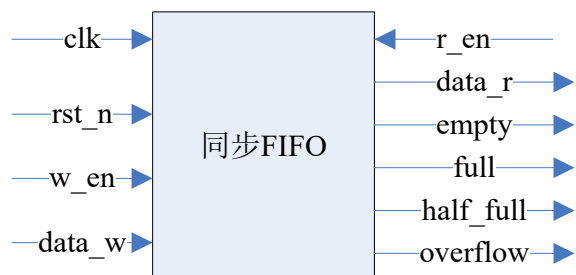 clk
rst_n
w_en
data_w
同步FIFO
r_en
data_r
empty
full
half_full
overflow